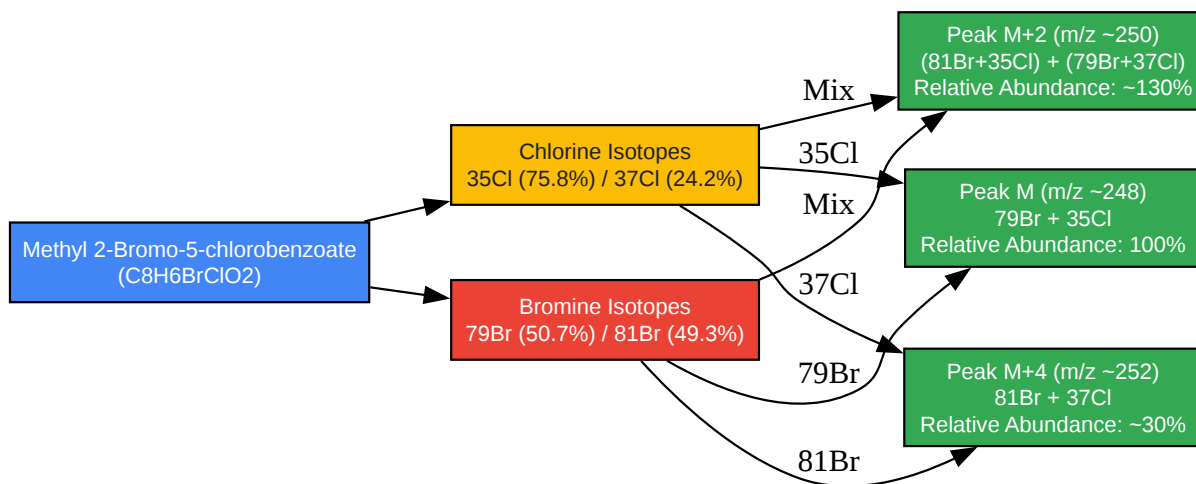 Methyl 2-Bromo-5-chlorobenzoate
(C8H6BrClO2)
Chlorine Isotopes
35Cl (75.8%) / 37Cl (24.2%)
Bromine Isotopes
79Br (50.7%) / 81Br (49.3%)
Mix
35Cl
Mix
37Cl
79Br
81Br
Peak M+2 (m/z ~250)
(81Br+35Cl) + (79Br+37Cl)
Relative Abundance: ~130%
Peak M (m/z ~248)
79Br + 35Cl
Relative Abundance: 100%
Peak M+4 (m/z ~252)
81Br + 37Cl
Relative Abundance: ~30%